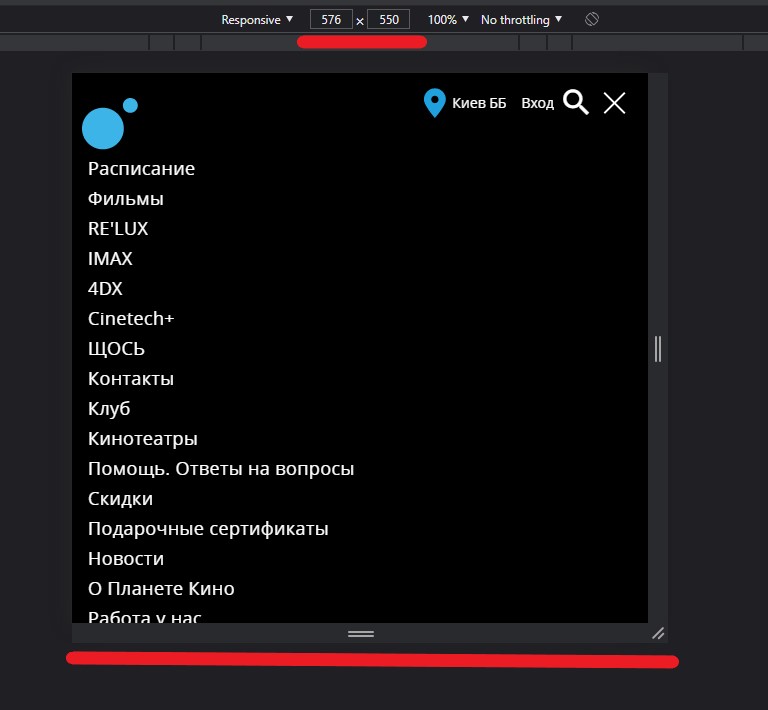 Responsive ▼ 576 × 550 100% ▼ No throttling ▼
Киев ББ Вход
Расписание
Фильмы
RE'LUX
IMAX
4DX
Cinetech+
ЩОСЬ
Контакты
Клуб
Кинотеатры
Помощь. Ответы на вопросы
Скидки
Подарочные сертификаты
Новости
О Планете Кино
Работа у нас